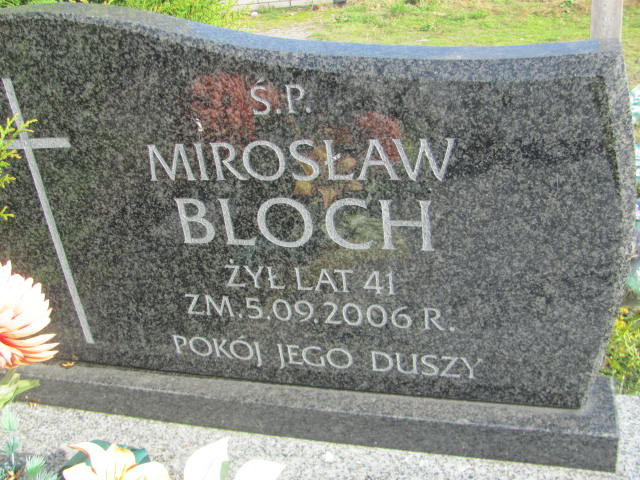 Ś.P.
MIROSŁAW
BLOCH
ŻYŁ LAT 41
ZM. 5.09.2006 R.
POKÓJ JEGO DUSZY